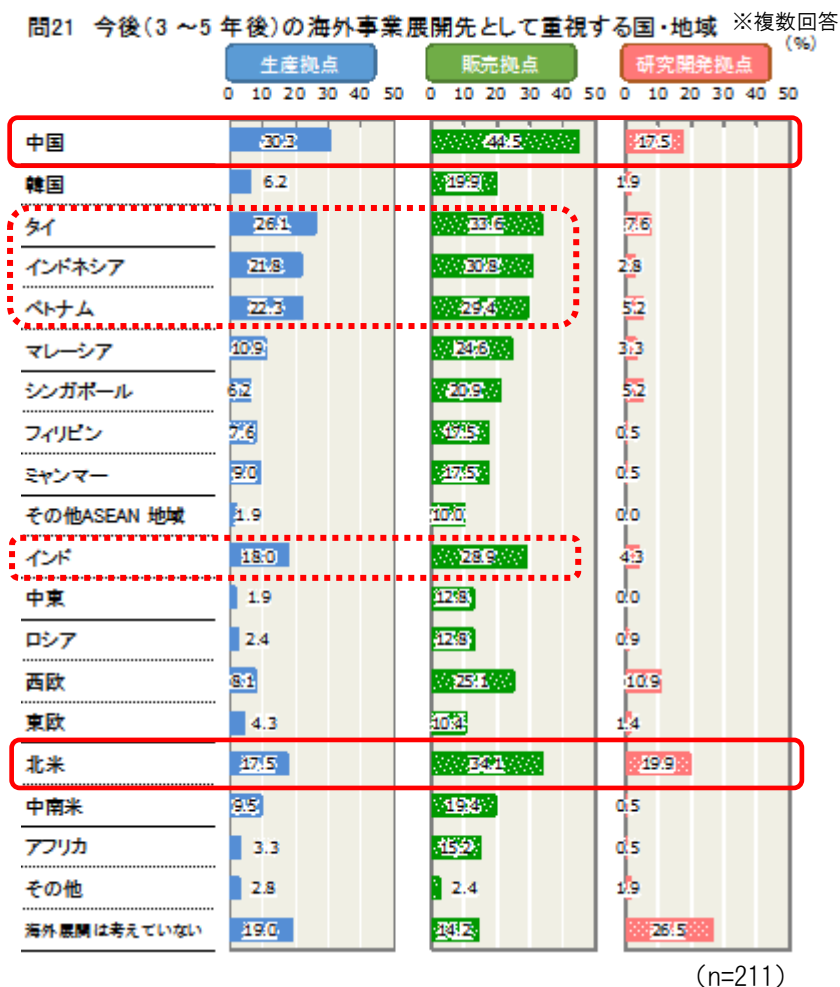 問21 今後(3 ~5 年後)の海外事業展開先として重視する国・地域 ※複数回答
(%)
生産拠点 販売拠点 研究開発拠点
0 10 20 30 40 50 0 10 20 30 40 50 0 10 20 30 40 50
中国 30.3 44.5 17.5
韓国 6.2 19.9 1.9
タイ 26.1 33.6 7.6
インドネシア 21.8 30.8 2.8
ベトナム 22.3 29.4 5.2
マレーシア 10.9 24.6 3.3
シンガポール 6.2 20.9 5.2
フィリピン 7.6 17.5 0.5
ミャンマー 9.0 17.5 0.5
その他ASEAN 地域 1.9 10.0 0.0
インド 18.0 28.9 4.3
中東 1.9 12.8 0.0
ロシア 2.4 12.8 0.9
西欧 8.1 25.1 10.9
東欧 4.3 10.4 1.4
北米 17.5 34.1 19.9
中南米 9.5 19.4 0.5
アフリカ 3.3 15.2 0.5
その他 2.8 2.4 1.9
海外展開は考えていない 19.0 14.2 26.5
(n=211)